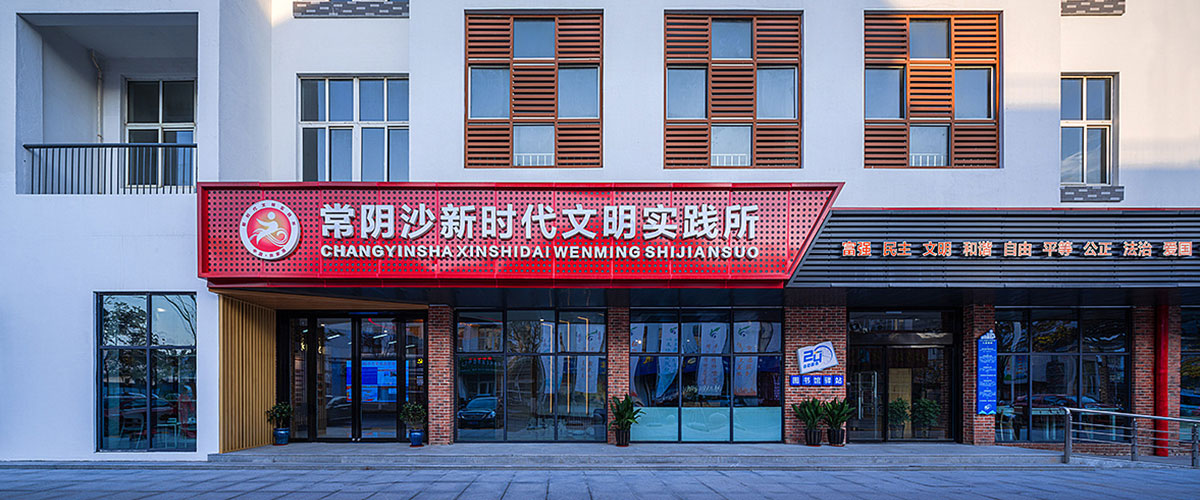 常阴沙新时代文明实践所
CHANGYINSHA XINSHIDAI WENMING SHIJIANSUO
富强 民主 文明 和谐 自由 平等 公正 法治 爱国
24
图书馆驿站